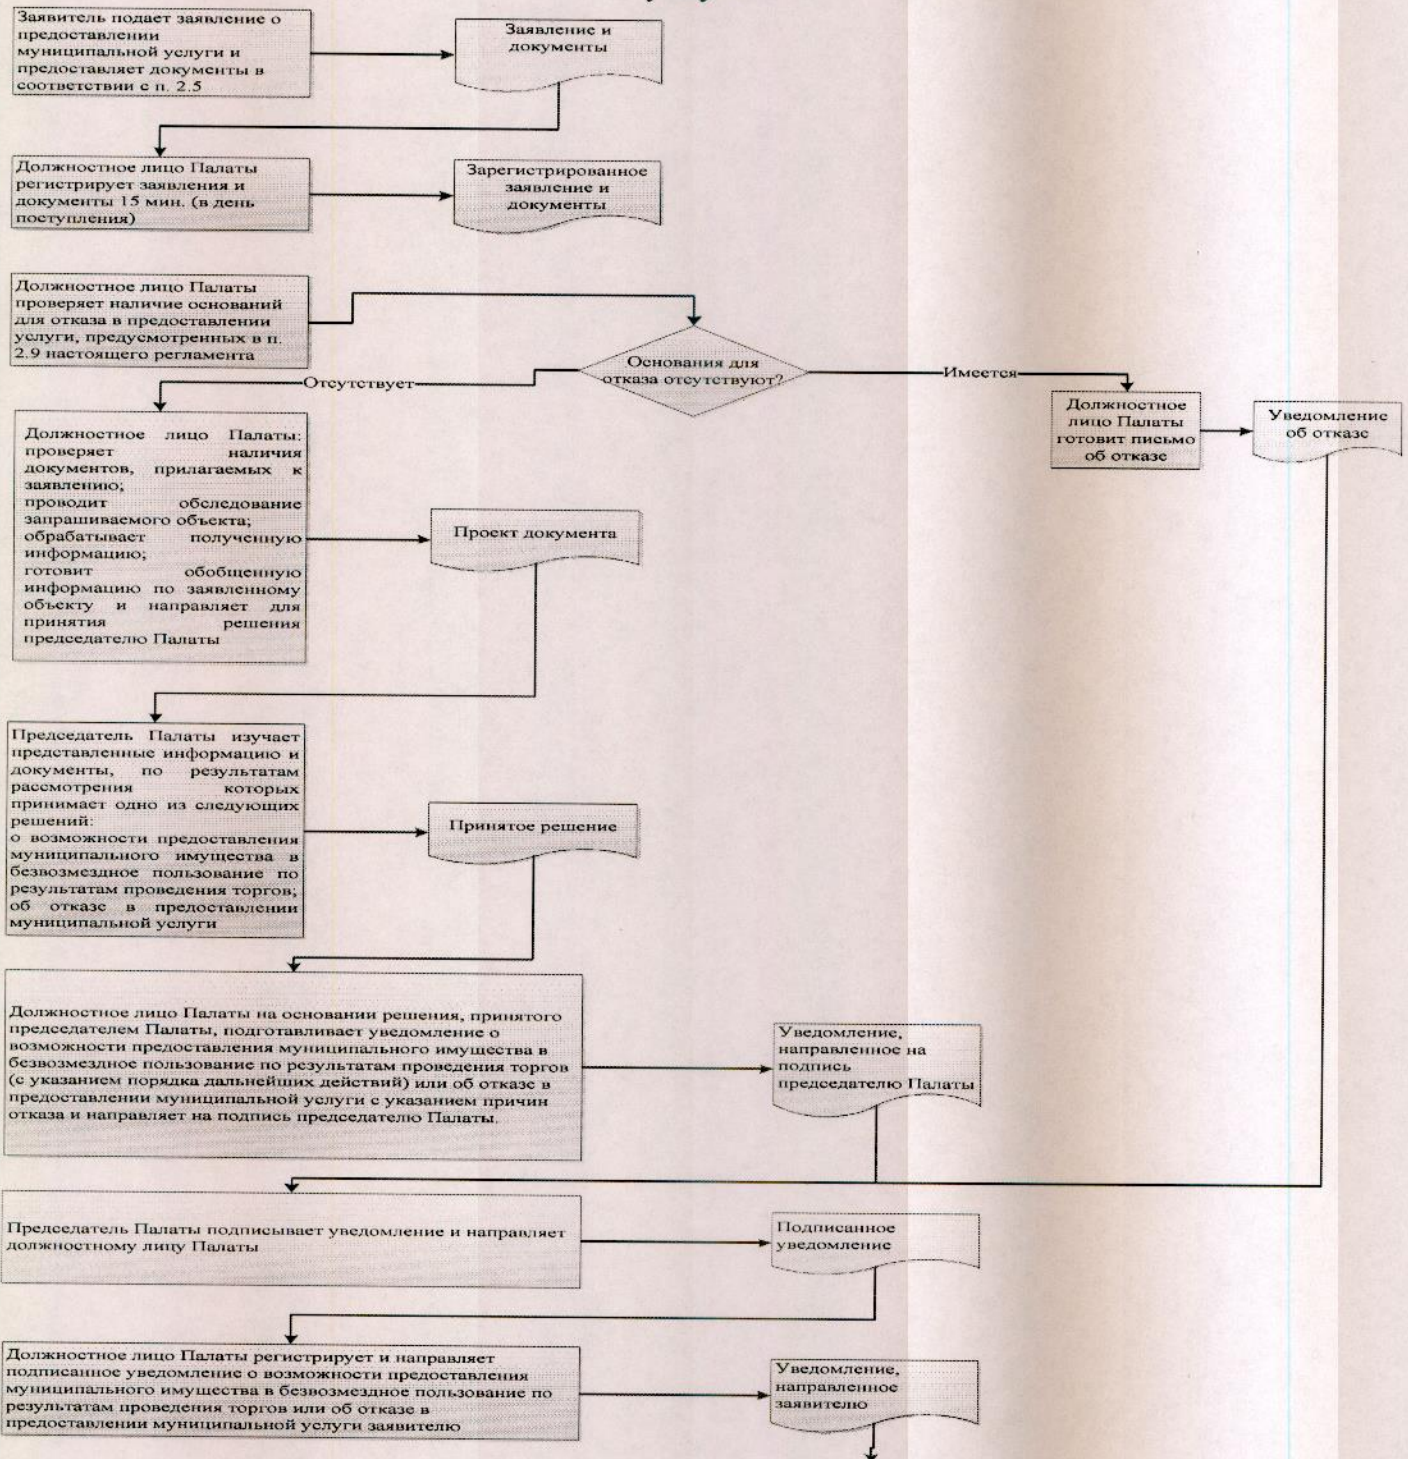 Заявитель подает заявление о
предоставлении
муниципальной услуги и
предоставляет документы в
соответствии с п. 2.5
Заявление и
документы
Должностное лицо Палаты
регистрирует заявления и
документы 15 мин. (в день
поступления)
Зарегистрированное
заявление и
документы
Должностное лицо Палаты
проверяет наличие оснований
для отказа в предоставлении
услуги, предусмотренных в п.
2.9 настоящего регламента
Основания для
отказа отсутствуют?
Отсутствует
Имеется
Должностное
лицо Палаты
готовит письмо
об отказе
Уведомление
об отказе
Должностное лицо Палаты:
проверяет наличия
документов, прилагаемых к
заявлению;
проводит обследование
запрашиваемого объекта;
обрабатывает полученную
информацию;
готовит обобщенную
информацию по заявленному
объекту и направляет для
принятия решения
председателю Палаты
Проект документа
Председатель Палаты изучает
представленные информацию и
документы, по результатам
рассмотрения которых
принимает одно из следующих
решений:
о возможности предоставления
муниципального имущества в
безвозмездное пользование по
результатам проведения торгов;
об отказе в предоставлении
муниципальной услуги
Принятое решение
Должностное лицо Палаты на основании решения, принятого
председателем Палаты, подготавливает уведомление о
возможности предоставления муниципального имущества в
безвозмездное пользование по результатам проведения торгов
(с указанием порядка дальнейших действий) или об отказе в
предоставлении муниципальной услуги с указанием причин
отказа и направляет на подпись председателю Палаты.
Уведомление,
направленное на
подпись
председателю Палаты
Председатель Палаты подписывает уведомление и направляет
должностному лицу Палаты
Подписанное
уведомление
Должностное лицо Палаты регистрирует и направляет
подписанное уведомление о возможности предоставления
муниципального имущества в безвозмездное пользование по
результатам проведения торгов или об отказе в
предоставлении муниципальной услуги заявителю
Уведомление,
направленное
заявителю